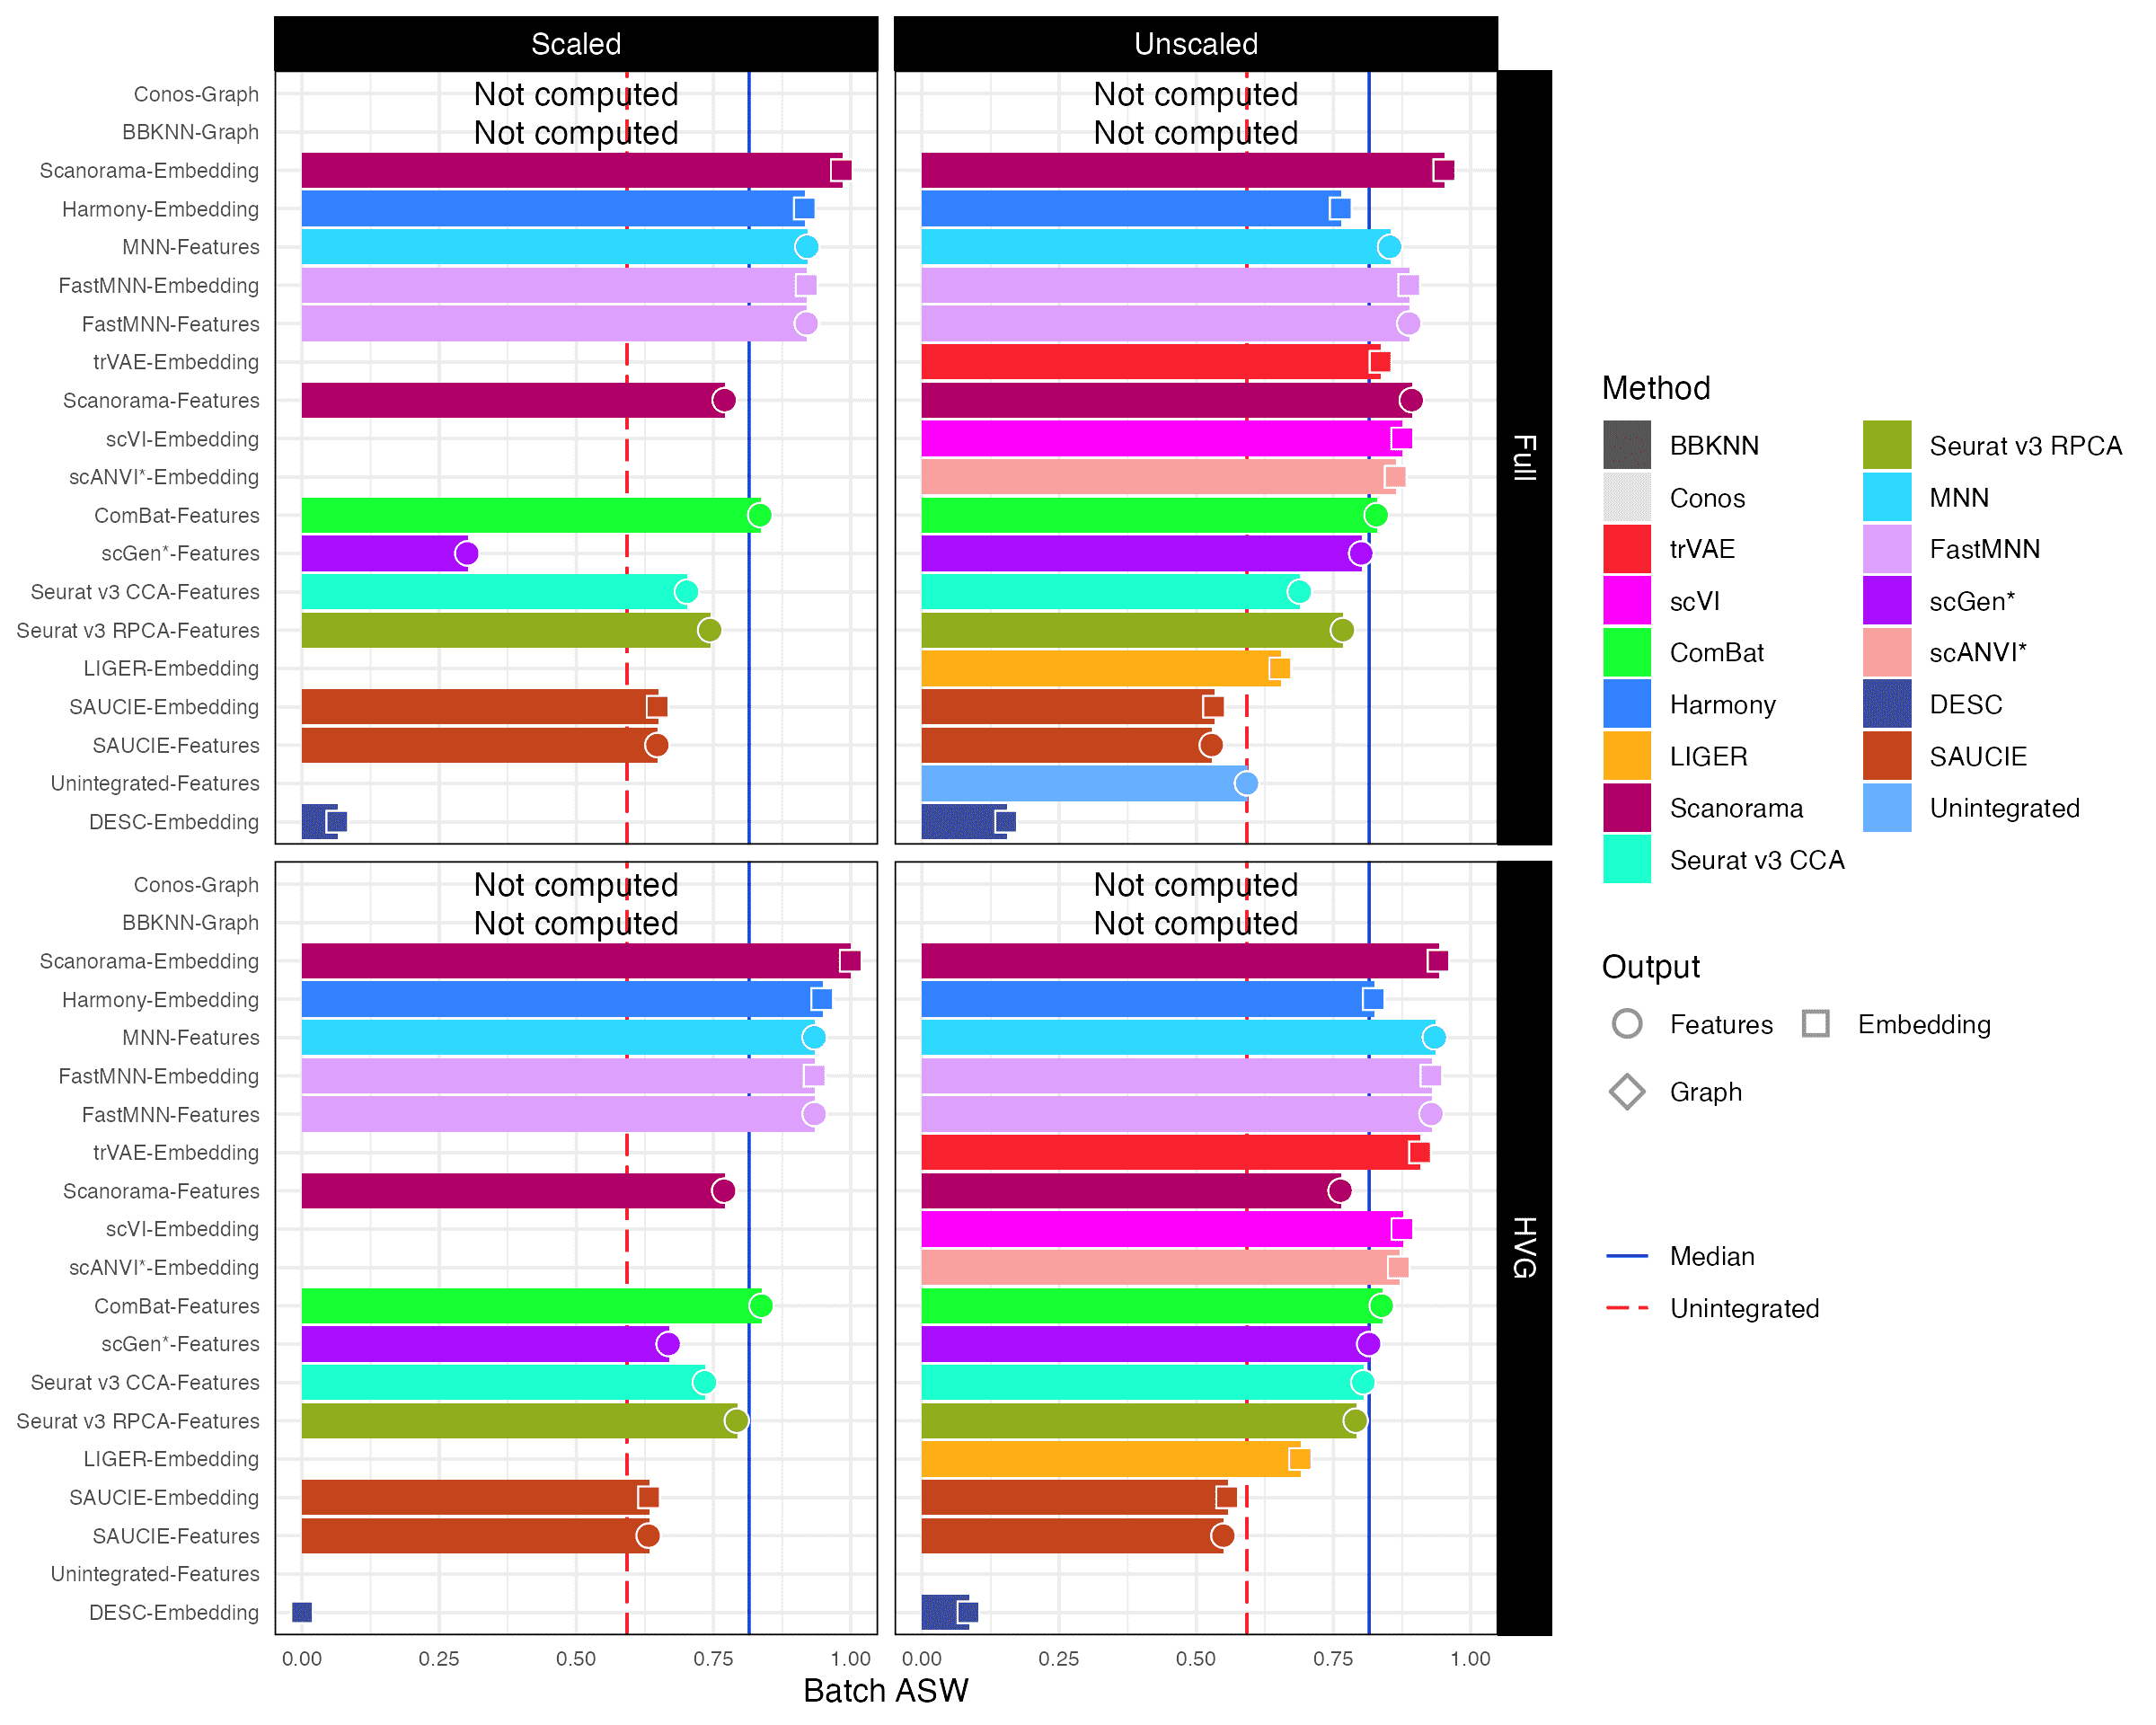 Scaled
Unscaled
Conos-Graph
BBKNN-Graph
Scanorama-Embedding
Harmony-Embedding
MNN-Features
FastMNN-Embedding
FastMNN-Features
trVAE-Embedding
Scanorama-Features
scVI-Embedding
scANVI*-Embedding
ComBat-Features
scGen*-Features
Seurat v3 CCA-Features
Seurat v3 RPCA-Features
LIGER-Embedding
SAUCIE-Embedding
SAUCIE-Features
Unintegrated-Features
DESC-Embedding
Not computed
Not computed
Not computed
Not computed
Full
Conos-Graph
BBKNN-Graph
Scanorama-Embedding
Harmony-Embedding
MNN-Features
FastMNN-Embedding
FastMNN-Features
trVAE-Embedding
Scanorama-Features
scVI-Embedding
scANVI*-Embedding
ComBat-Features
scGen*-Features
Seurat v3 CCA-Features
Seurat v3 RPCA-Features
LIGER-Embedding
SAUCIE-Embedding
SAUCIE-Features
Unintegrated-Features
DESC-Embedding
Not computed
Not computed
Not computed
Not computed
HVG
0.00 0.25 0.50 0.75 1.00
0.00 0.25 0.50 0.75 1.00
Batch ASW
Method
BBKNN
Conos
trVAE
scVI
ComBat
Harmony
LIGER
Scanorama
Seurat v3 CCA
Seurat v3 RPCA
MNN
FastMNN
scGen*
scANVI*
DESC
SAUCIE
Unintegrated
Output
Features
Embedding
Graph
Median
Unintegrated